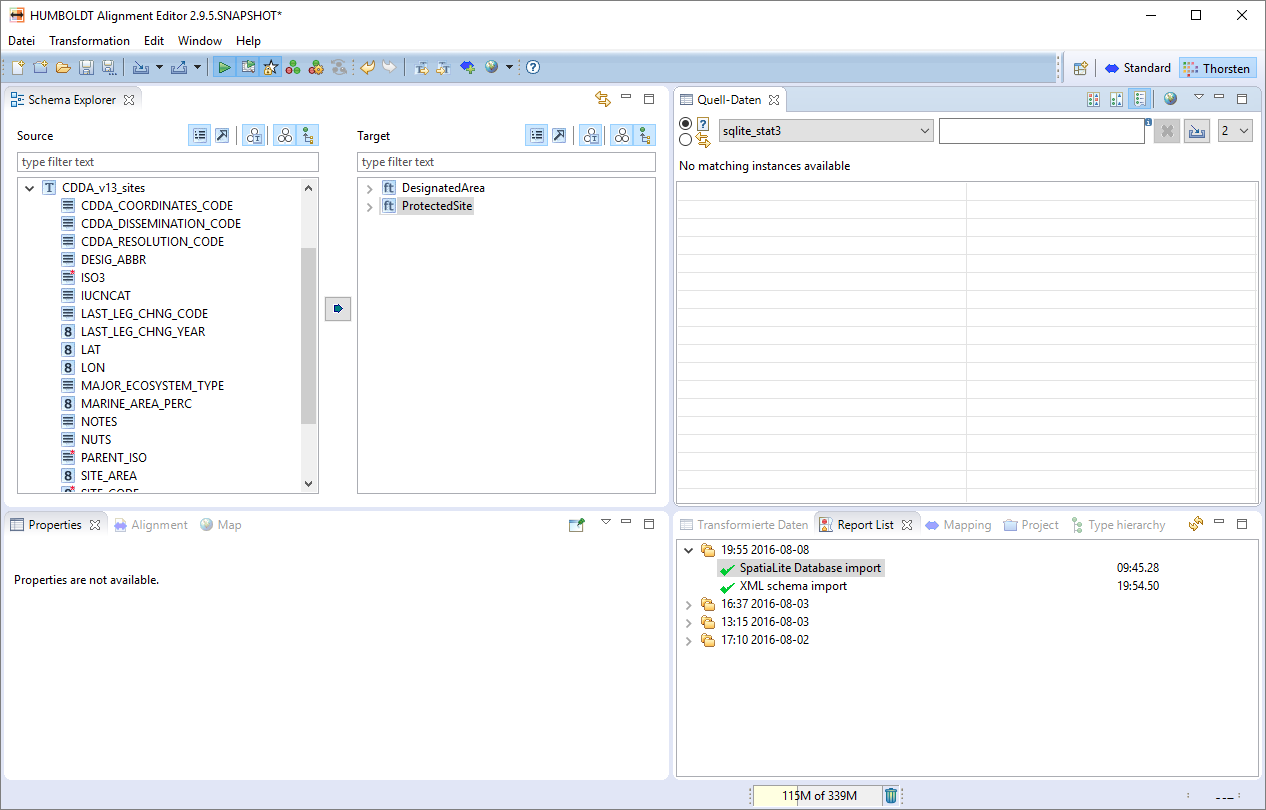 HUMBOLDT Alignment Editor 2.9.5.SNAPSHOT*
Datei Transformation Edit Window Help
Standard Thorsten
Schema Explorer
Source
type filter text
CDDA_v13_sites
CDDA_COORDINATES_CODE
CDDA_DISSEMINATION_CODE
CDDA_RESOLUTION_CODE
DESIG_ABBR
ISO3
IUCNCAT
LAST_LEG_CHNG_CODE
LAST_LEG_CHNG_YEAR
LAT
LON
MAJOR_ECOSYSTEM_TYPE
MARINE_AREA_PERC
NOTES
NUTS
PARENT_ISO
SITE_AREA
SITE_CODE
Target
type filter text
DesignatedArea
ProtectedSite
Quell-Daten
sqlite_stat3
2
No matching instances available
Properties Alignment Map
Properties are not available.
Transformierte Daten Report List Mapping Project Type hierarchy
19:55 2016-08-08
SpatiaLite Database import 09:45.28
XML schema import 19:54.50
16:37 2016-08-03
13:15 2016-08-03
17:10 2016-08-02
115M of 339M